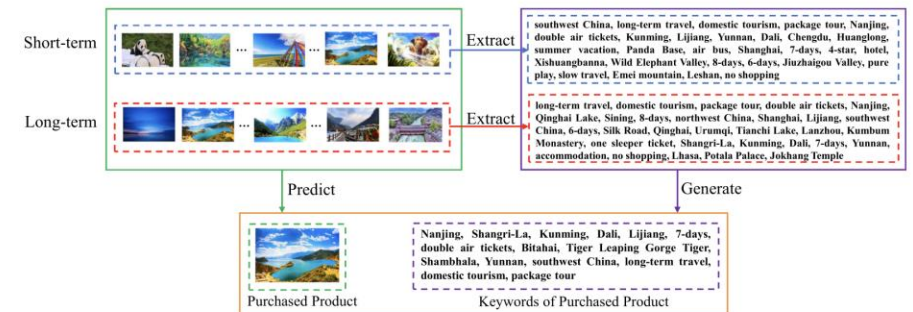 Short-term
Extract
southwest China, long-term travel, domestic tourism, package tour, Nanjing,
double air tickets, Kunming, Lijiang, Yunnan, Dali, Chengdu, Huanglong,
summer vacation, Panda Base, air bus, Shanghai, 7-days, 4-star, hotel,
Xishuangbanna, Wild Elephant Valley, 8-days, 6-days, Jiuzhaigou Valley, pure
play, slow travel, Emei mountain, Leshan, no shopping
Long-term
Extract
long-term travel, domestic tourism, package tour, double air tickets, Nanjing,
Qinghai Lake, Sining, 8-days, northwest China, Shanghai, Lijiang, southwest
China, 6-days, Silk Road, Qinghai, Urumqi, Tianchi Lake, Lanzhou, Kumbum
Monastery, one sleeper ticket, Shangri-La, Kunming, Dali, 7-days, Yunnan,
accommodation, no shopping, Lhasa, Potala Palace, Jokhang Temple
Predict
Generate
Nanjing, Shangri-La, Kunming, Dali, Lijiang, 7-days,
double air tickets, Bitahai, Tiger Leaping Gorge Tiger,
Shambhala, Yunnan, southwest China, long-term travel,
domestic tourism, package tour
Purchased Product
Keywords of Purchased Product